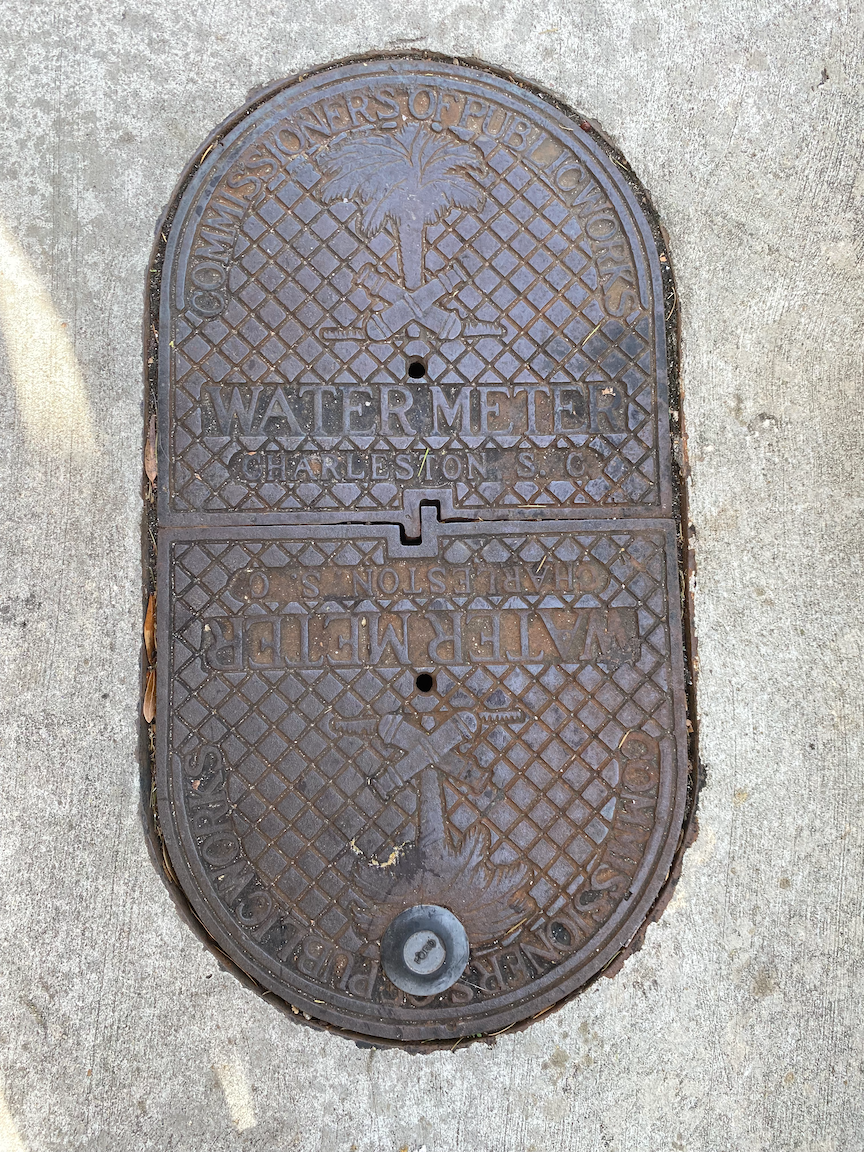 COMMISSIONERS OF PUBLIC WORKS
WATER METER
CHARLESTON S. C.
CHARLESTON S. C.
WATER METER
COMMISSIONERS OF PUBLIC WORKS